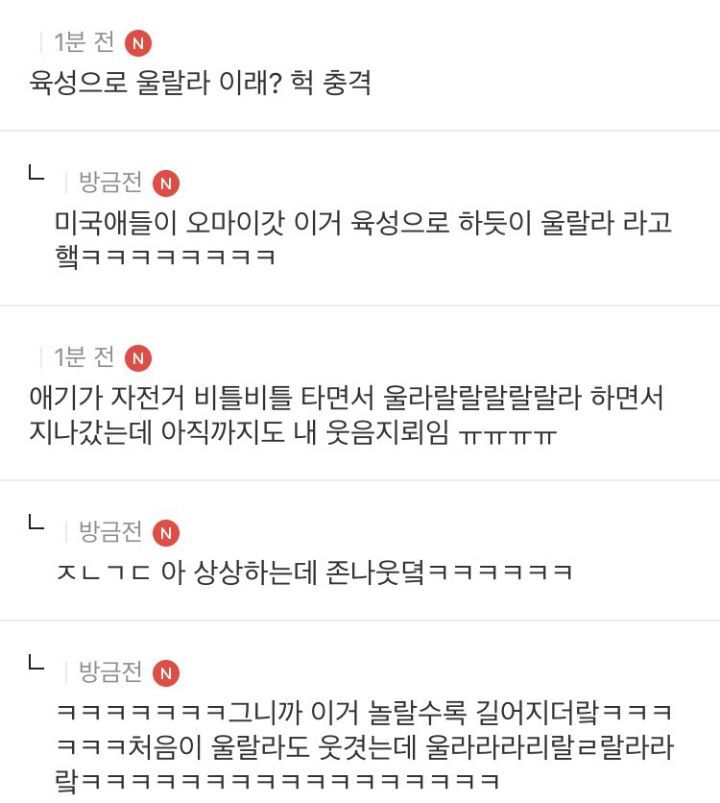 1분 전 N
육성으로 울랄라 이래? 헉 충격
방금전 N
미국애들이 오마이갓 이거 육성으로 하듯이 울랄라 라고
햌ㅋㅋㅋㅋㅋㅋㅋㅋ
1분 전 N
애기가 자전거 비틀비틀 타면서 울라랄랄랄랄랄라 하면서
지나갔는데 아직까지도 내 웃음지뢰임 ㅠㅠㅠㅠ
방금전 N
ㅈㄴㄱㄷ 아 상상하는데 존나웃덬ㅋㅋㅋㅋㅋㅋ
방금전 N
ㅋㅋㅋㅋㅋㅋㅋ그니까 이거 놀랄수록 길어지더랔ㅋㅋㅋ
ㅋㅋㅋ처음이 울랄라도 웃겻는데 울라라라리랄ㄹ랄라라
랔ㅋㅋㅋㅋㅋㅋㅋㅋㅋㅋㅋㅋㅋㅋㅋㅋㅋ